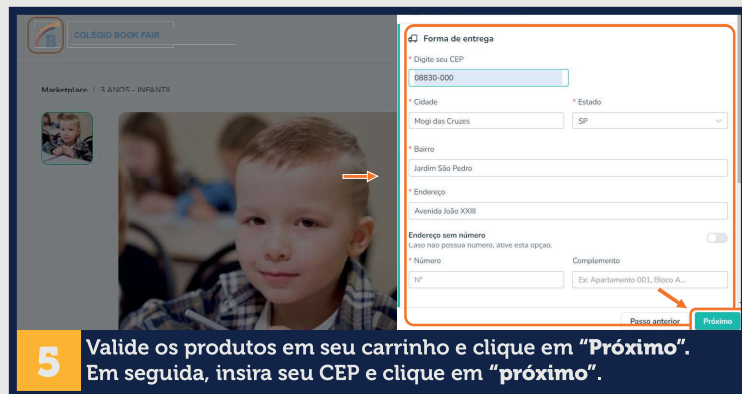 COLEGIO BOOK FAIR
Marketplace / 3 ANOS - INFANTIL
Forma de entrega
* Digite seu CEP
08830-000
* Cidade
* Estado
Mogi das Cruzes
SP
* Bairro
Jardim São Pedro
* Endereço
Avenida João XXIII
Endereço sem número
Caso não possua número, ative esta opção.
* Número
Complemento
N°
Ex: Apartamento 001, Bloco A...
Passo anterior
Próximo
5
Valide os produtos em seu carrinho e clique em “Próximo”.
Em seguida, insira seu CEP e clique em “próximo”.